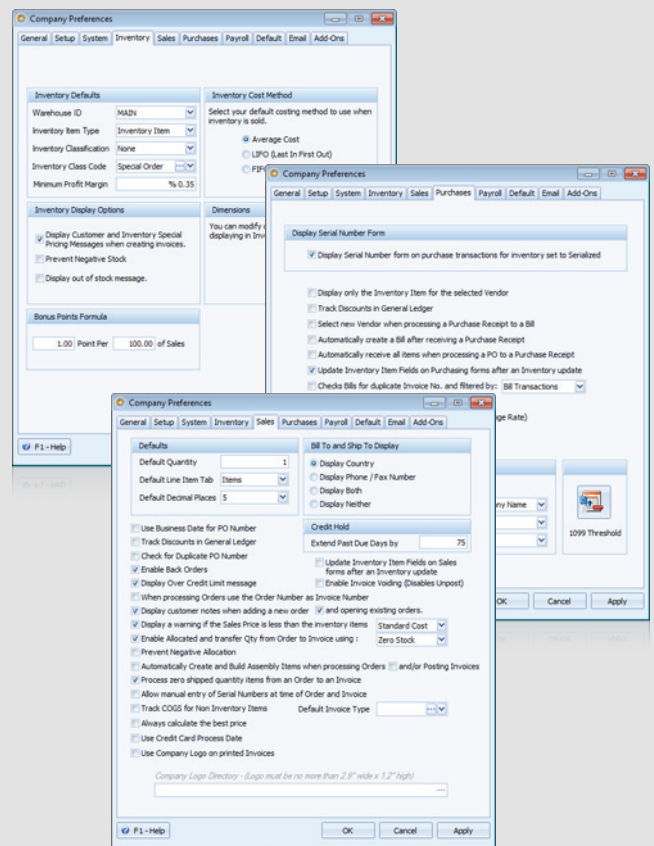 Company Preferences
General Setup System Inventory Sales Purchases Payroll Default Email Add-Ons
Inventory Defaults
Warehouse ID MAIN
Inventory Item Type Inventory Item
Inventory Classification None
Inventory Class Code Special Order
Minimum Profit Margin % 0.35
Inventory Cost Method
Select your default costing method to use when
inventory is sold.
Average Cost
LIFO (Last In First Out)
FIF
Inventory Display Options
Display Customer and Inventory Special
Pricing Messages when creating invoices.
Prevent Negative Stock
Display out of stock message.
Dimensions
You can modify
displaying in Inv
Bonus Points Formula
1.00 Point Per 100.00 of Sales
F1 - Help
Company Preferences
General Setup System Inventory Sales Purchases Payroll Default Email Add-Ons
Display Serial Number Form
Display Serial Number form on purchase transactions for inventory set to Serialized
Display only the Inventory Item for the selected Vendor
Track Discounts in General Ledger
Select new Vendor when processing a Purchase Receipt to a Bill
Automatically create a Bill after receiving a Purchase Receipt
Automatically receive all items when processing a PO to a Purchase Receipt
Update Inventory Item Fields on Purchasing forms after an Inventory update
Checks Bills for duplicate Invoice No. and filtered by: Bill Transactions
ge Rate)
ny Name
1099 Threshold
OK Cancel Apply
Company Preferences
General Setup System Inventory Sales Purchases Payroll Default Email Add-Ons
Defaults
Default Quantity 1
Default Line Item Tab Items
Default Decimal Places 5
Bill To and Ship To Display
Display Country
Display Phone / Fax Number
Display Both
Display Neither
Use Business Date for PO Number
Track Discounts in General Ledger
Check for Duplicate PO Number
Enable Back Orders
Display Over Credit Limit message
Credit Hold
Extend Past Due Days by 75
Update Inventory Item Fields on Sales
forms after an Inventory update
Enable Invoice Voiding (Disables Unpost)
When processing Orders use the Order Number as Invoice Number
Display customer notes when adding a new order and opening existing orders.
Display a warning if the Sales Price is less than the inventory items Standard Cost
Enable Allocated and transfer Qty from Order to Invoice using : Zero Stock
Prevent Negative Allocation
Automatically Create and Build Assembly Items when processing Orders and/or Posting Invoices
Process zero shipped quantity items from an Order to an Invoice
Allow manual entry of Serial Numbers at time of Order and Invoice
Track COGS for Non Inventory Items Default Invoice Type
Always calculate the best price
Use Credit Card Process Date
Use Company Logo on printed Invoices
Company Logo Directory - (Logo must be no more than 2.9" wide x 1.2" high)
F1 - Help OK Cancel Apply